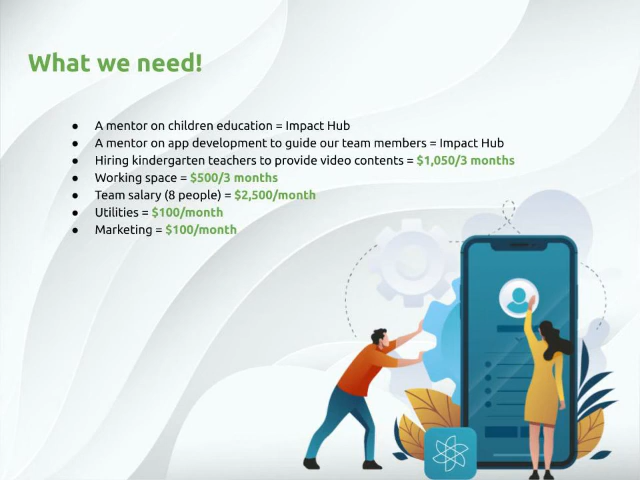 What we need!
● A mentor on children education = Impact Hub
● A mentor on app development to guide our team members = Impact Hub
● Hiring kindergarten teachers to provide video contents = $1,050/3 months
● Working space = $500/3 months
● Team salary (8 people) = $2,500/month
● Utilities = $100/month
● Marketing = $100/month